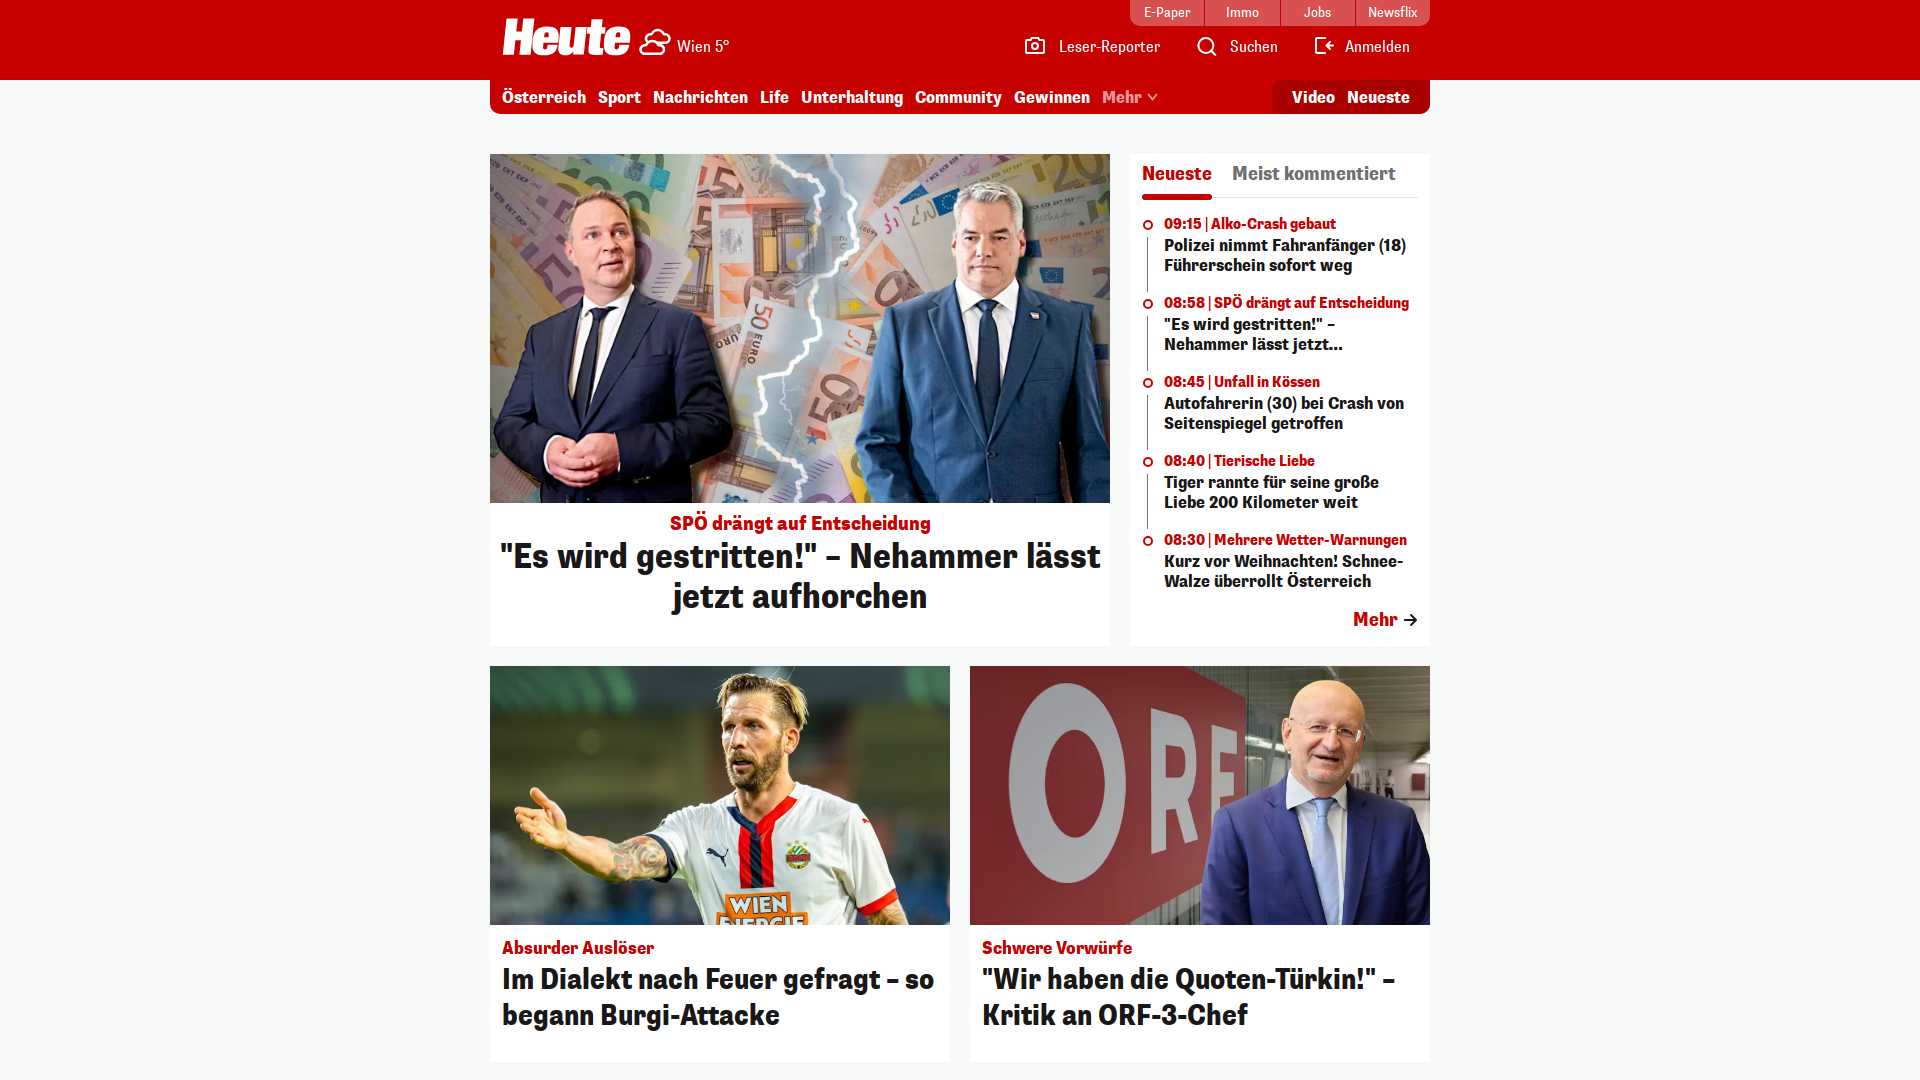 E-Paper
Immo
Jobs
Newsflix
Heute
Wien 5°
Leser-Reporter
Suchen
Anmelden
Österreich
Sport
Nachrichten
Life
Unterhaltung
Community
Gewinnen
Mehr
Video
Neueste
SPÖ drängt auf Entscheidung
"Es wird gestritten!" – Nehammer lässt
jetzt aufhorchen
Neueste
Meist kommentiert
09:15 | Alko-Crash gebaut
Polizei nimmt Fahranfänger (18)
Führerschein sofort weg
08:58 | SPÖ drängt auf Entscheidung
"Es wird gestritten!" –
Nehammer lässt jetzt...
08:45 | Unfall in Kössen
Autofahrerin (30) bei Crash von
Seitenspiegel getroffen
08:40 | Tierische Liebe
Tiger rannte für seine große
Liebe 200 Kilometer weit
08:30 | Mehrere Wetter-Warnungen
Kurz vor Weihnachten! Schnee-
Walze überrollt Österreich
Mehr
WIEN
ENERGIE
Absurder Auslöser
Im Dialekt nach Feuer gefragt – so
begann Burgi-Attacke
ORF
Schwere Vorwürfe
"Wir haben die Quoten-Türkin!" –
Kritik an ORF-3-Chef